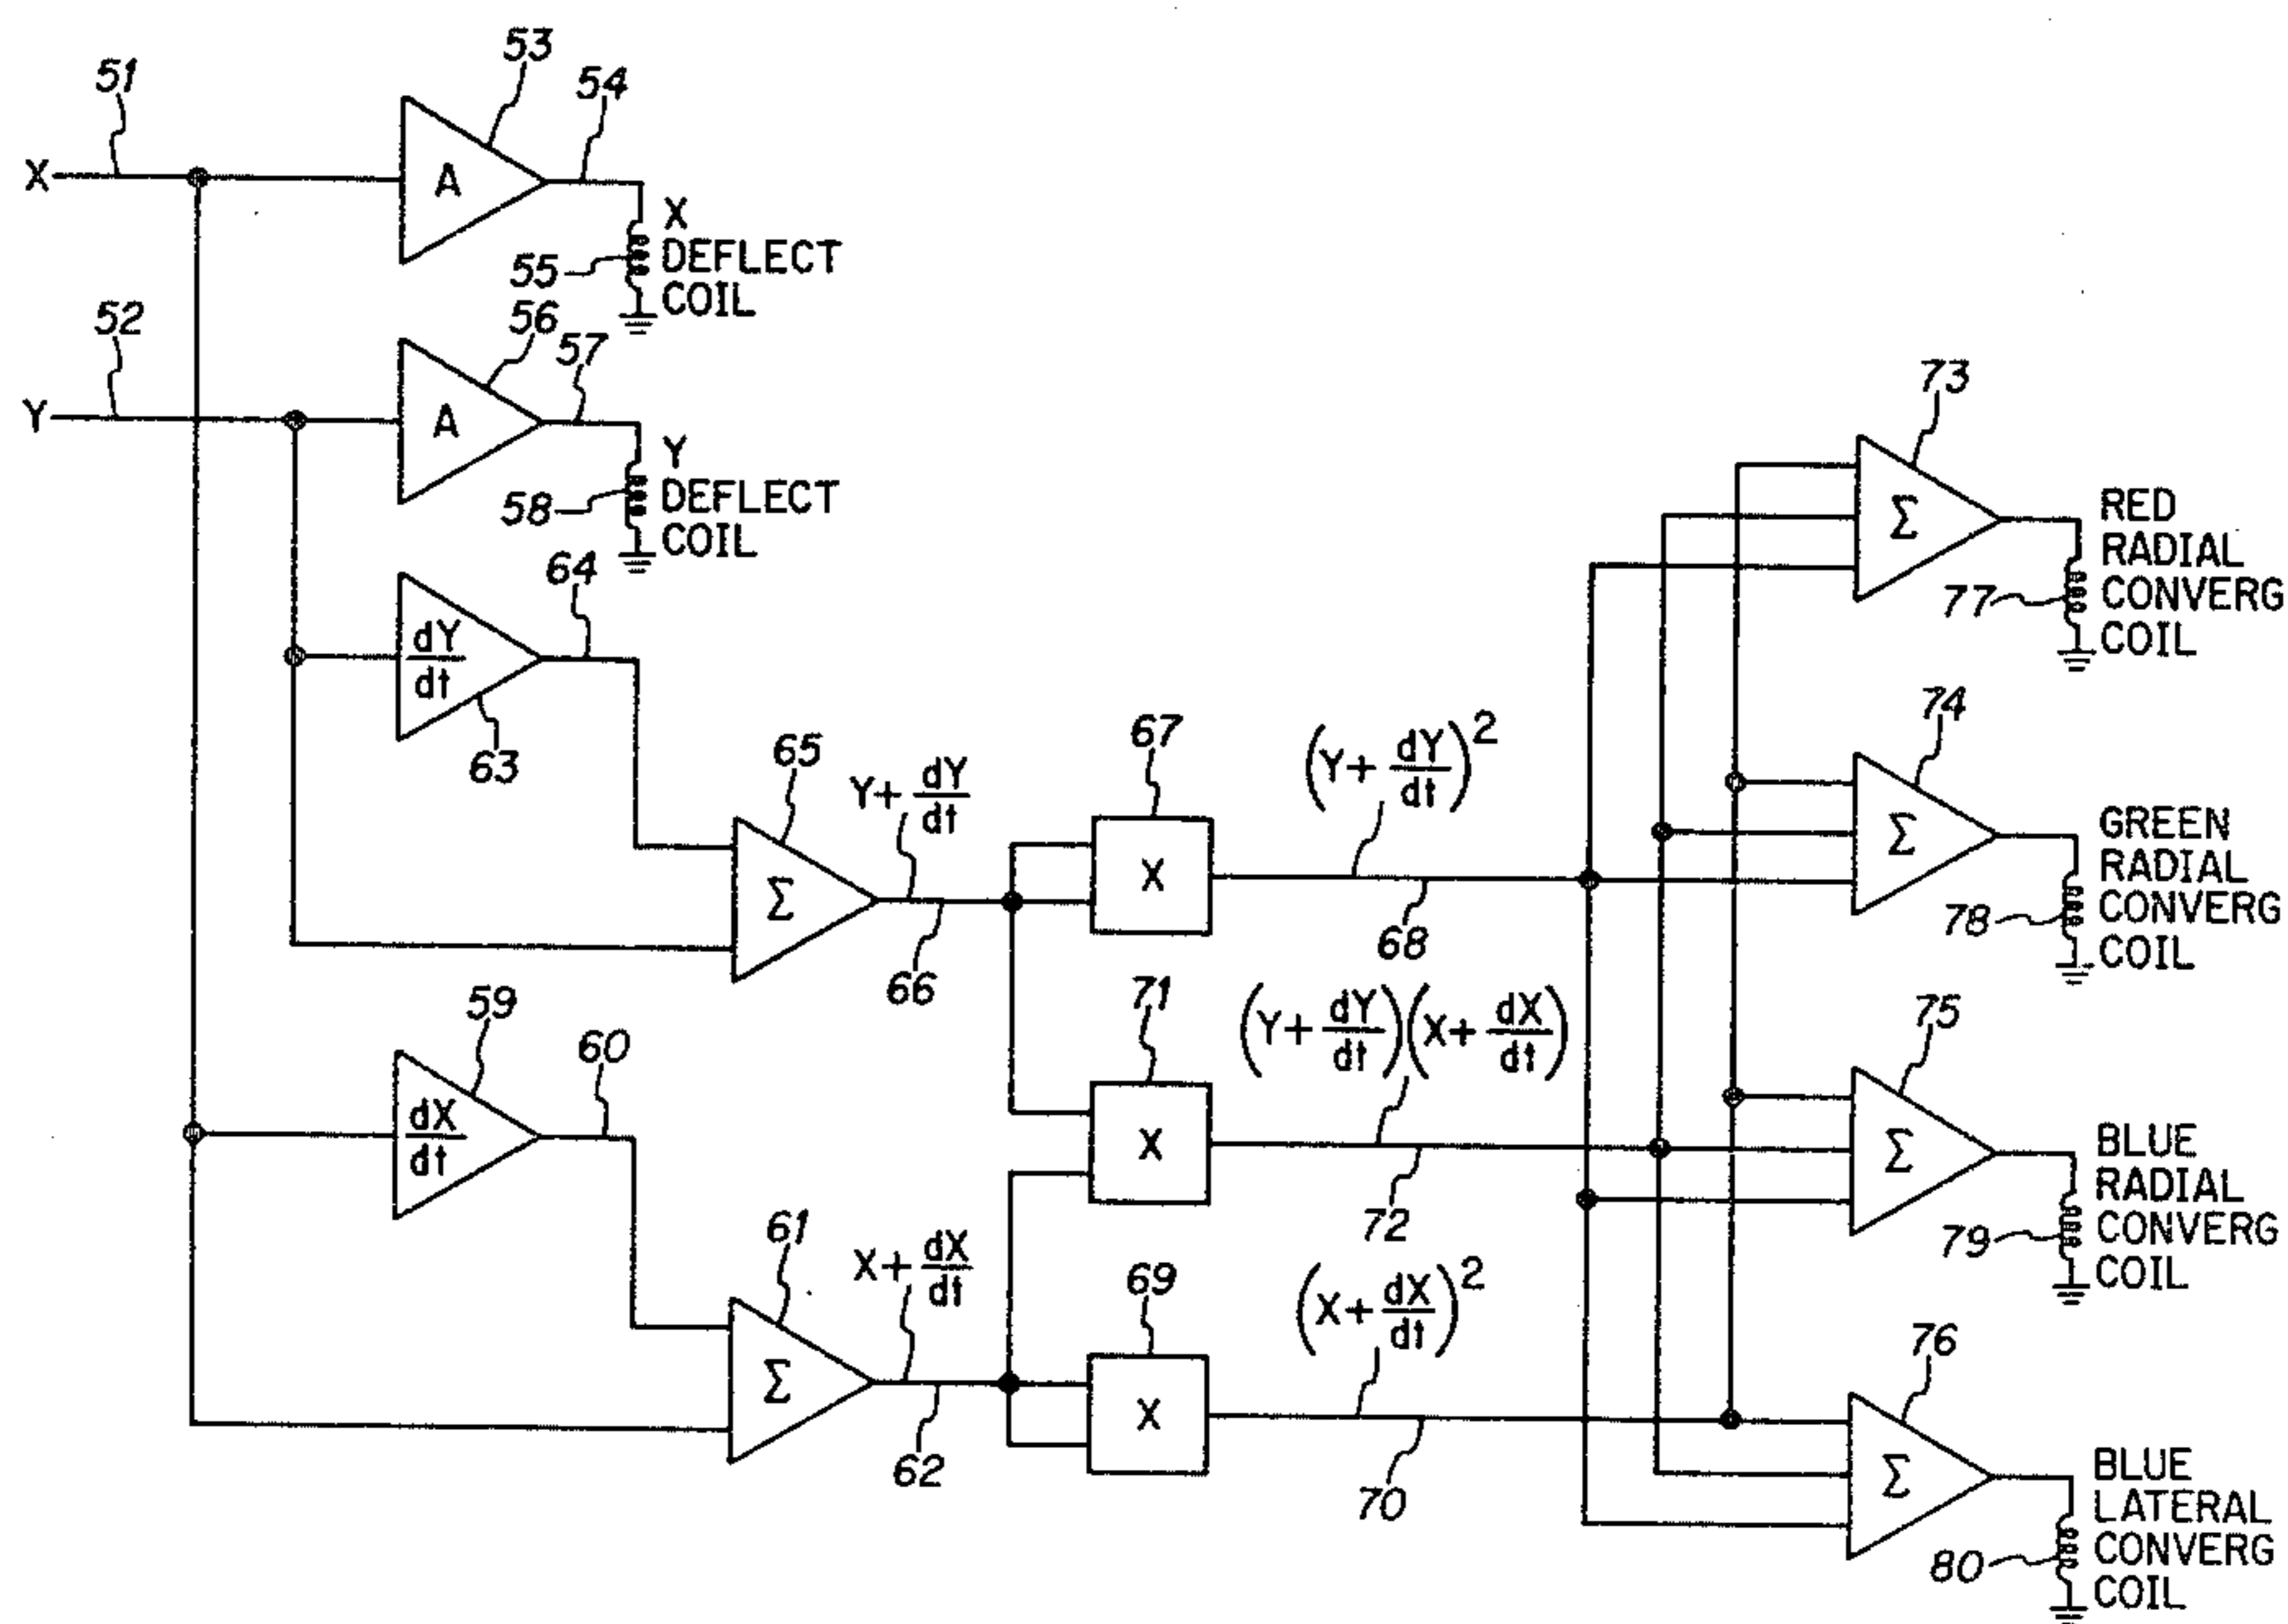 53
51
54
X
A
X
DEFLECT
COIL
55
52
56
57
Y
A
Y
DEFLECT
COIL
58
73
Σ
RED
RADIAL
CONVERG
COIL
77
64
dY
dt
63
65
Σ
Y+ dY
dt
66
67
X
(Y+ dY/dt)²
68
74
Σ
GREEN
RADIAL
CONVERG
COIL
78
59
60
dX
dt
71
X
(Y+ dY/dt)(X+ dX/dt)
72
75
Σ
BLUE
RADIAL
CONVERG
COIL
79
61
Σ
X+ dX
dt
62
69
X
(X+ dX/dt)²
70
76
Σ
BLUE
LATERAL
CONVERG
COIL
80